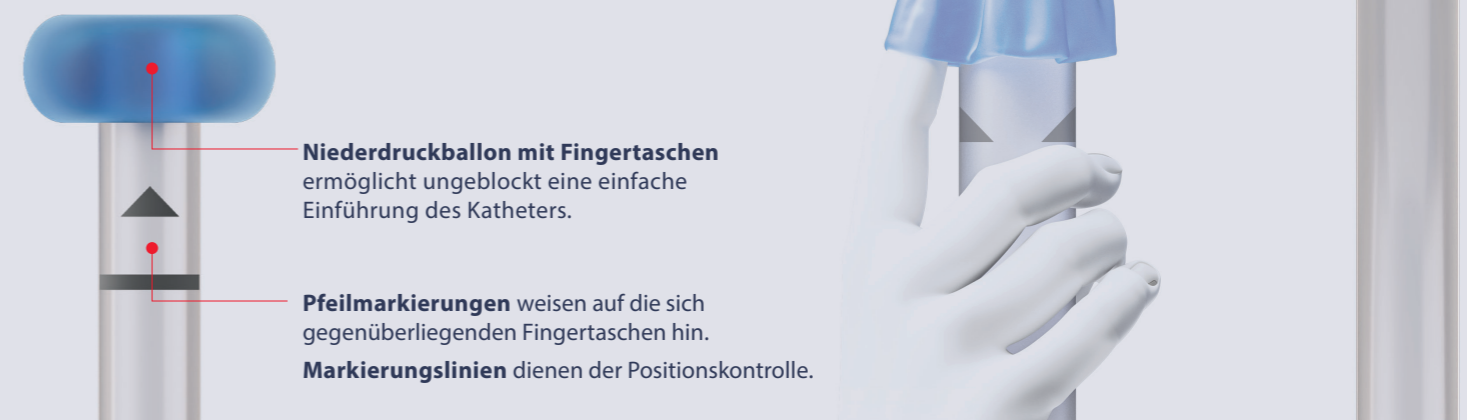 Niederdruckballon mit Fingertaschen
ermöglicht ungeblockt eine einfache
Einführung des Katheters.
Pfeilmarkierungen weisen auf die sich
gegenüberliegenden Fingertaschen hin.
Markierungslinien dienen der Positionskontrolle.